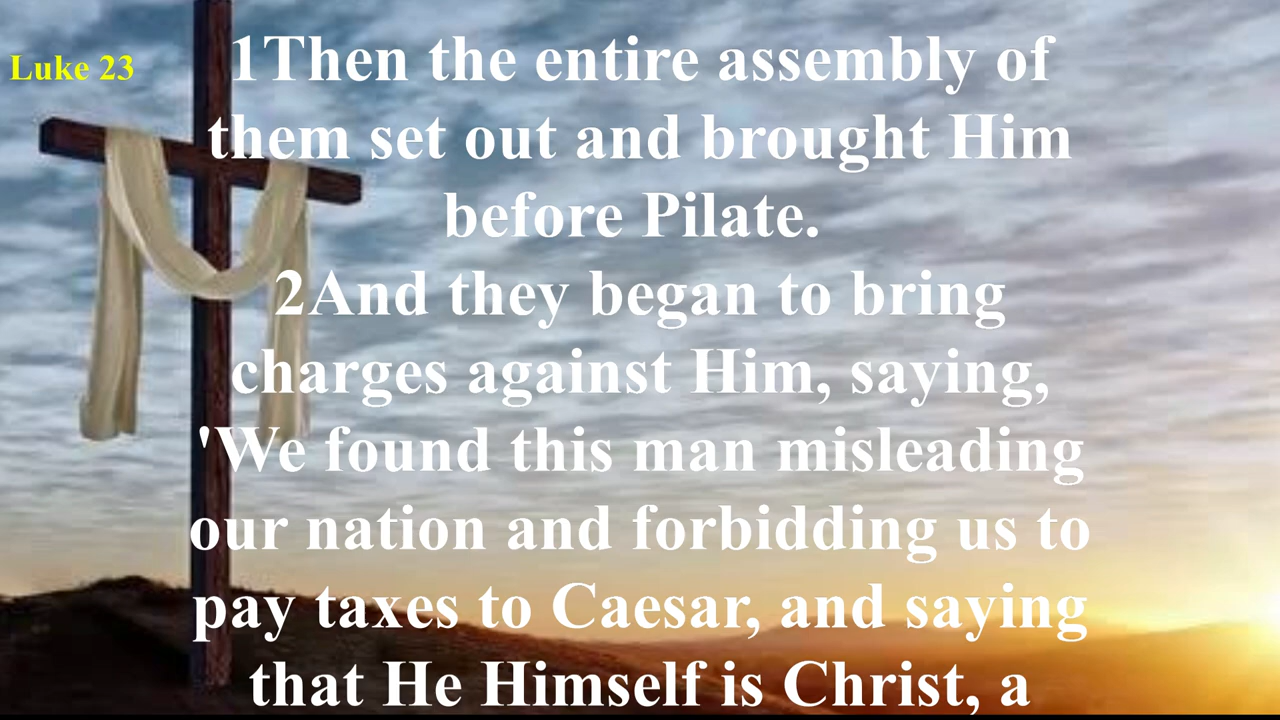 Luke 23
1Then the entire assembly of
them set out and brought Him
before Pilate.
2And they began to bring
charges against Him, saying,
'We found this man misleading
our nation and forbidding us to
pay taxes to Caesar, and saying
that He Himself is Christ, a